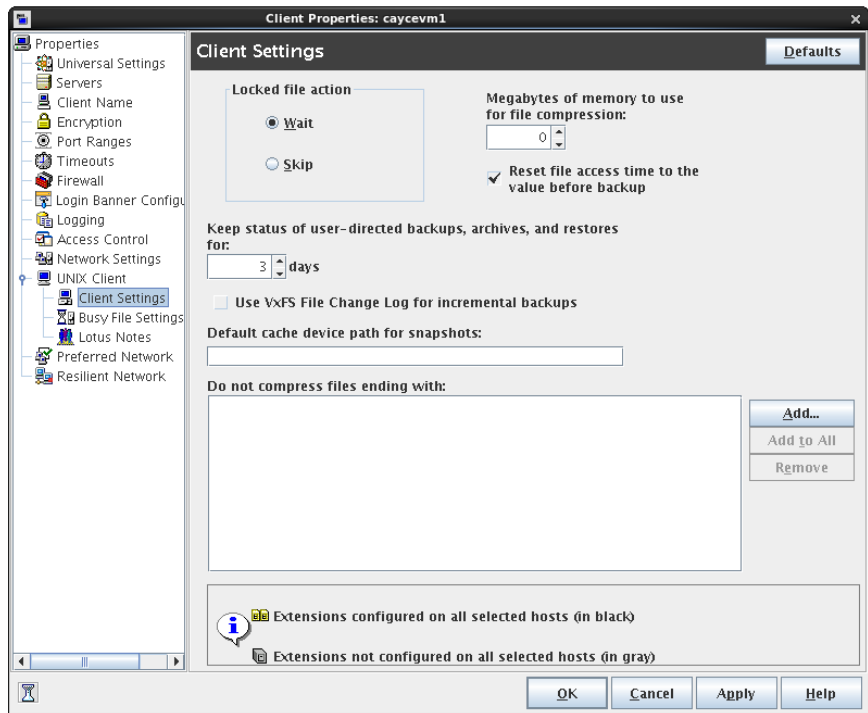 Client Properties: caycevm1
Properties
Universal Settings
Servers
Client Name
Encryption
Port Ranges
Timeouts
Firewall
Login Banner Configu
Logging
Access Control
Network Settings
UNIX Client
Client Settings
Busy File Settings
Lotus Notes
Preferred Network
Resilient Network
Client Settings
Defaults
Locked file action
Wait
Skip
Megabytes of memory to use
for file compression:
0
Reset file access time to the
value before backup
Keep status of user-directed backups, archives, and restores
for:
3 days
Use VxFS File Change Log for incremental backups
Default cache device path for snapshots:
Do not compress files ending with:
Add...
Add to All
Remove
Extensions configured on all selected hosts (in black)
Extensions not configured on all selected hosts (in gray)
OK
Cancel
Apply
Help